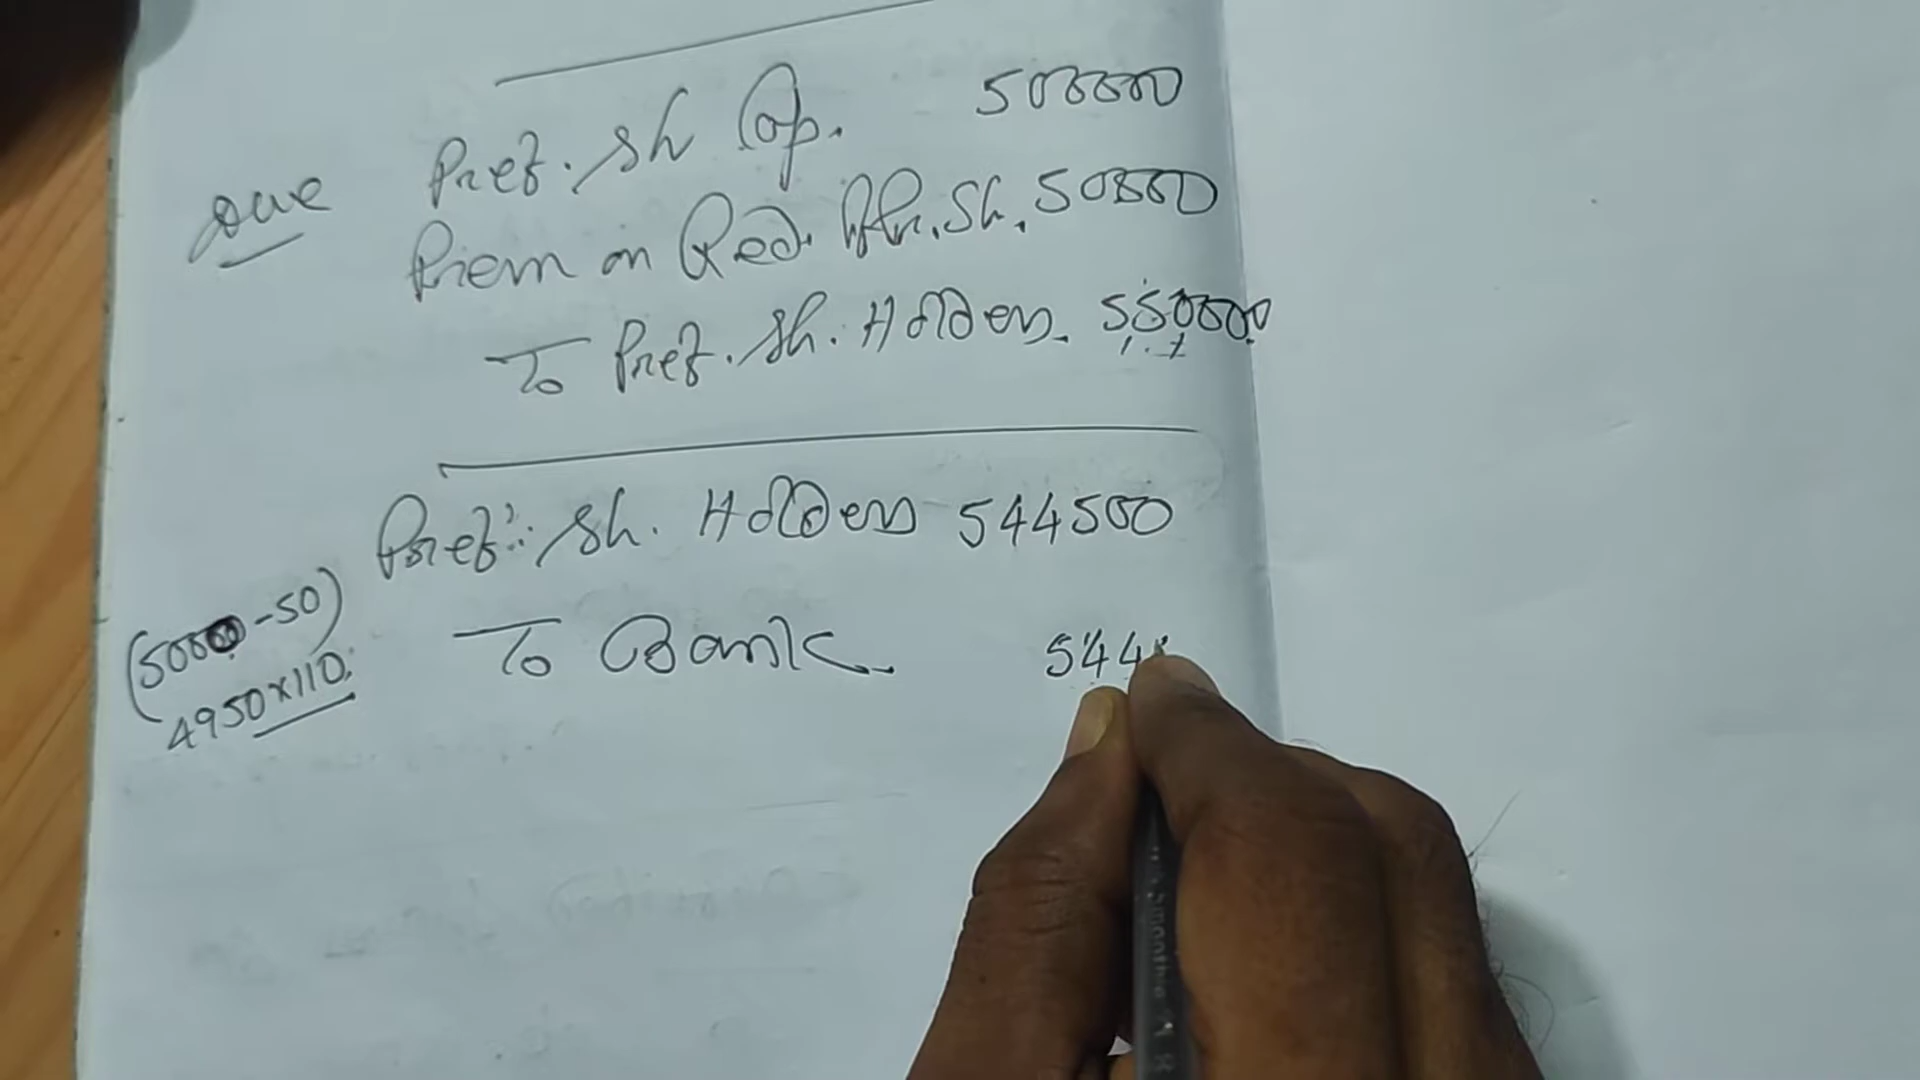 Due Pref. Sh Cap. 500000
Prem on Red. Pr. Sh. 50000
To Pref. Sh. Holders. 550000
Pref. Sh. Holders 544500
(5000-50) To Bank. 544
4950x110.